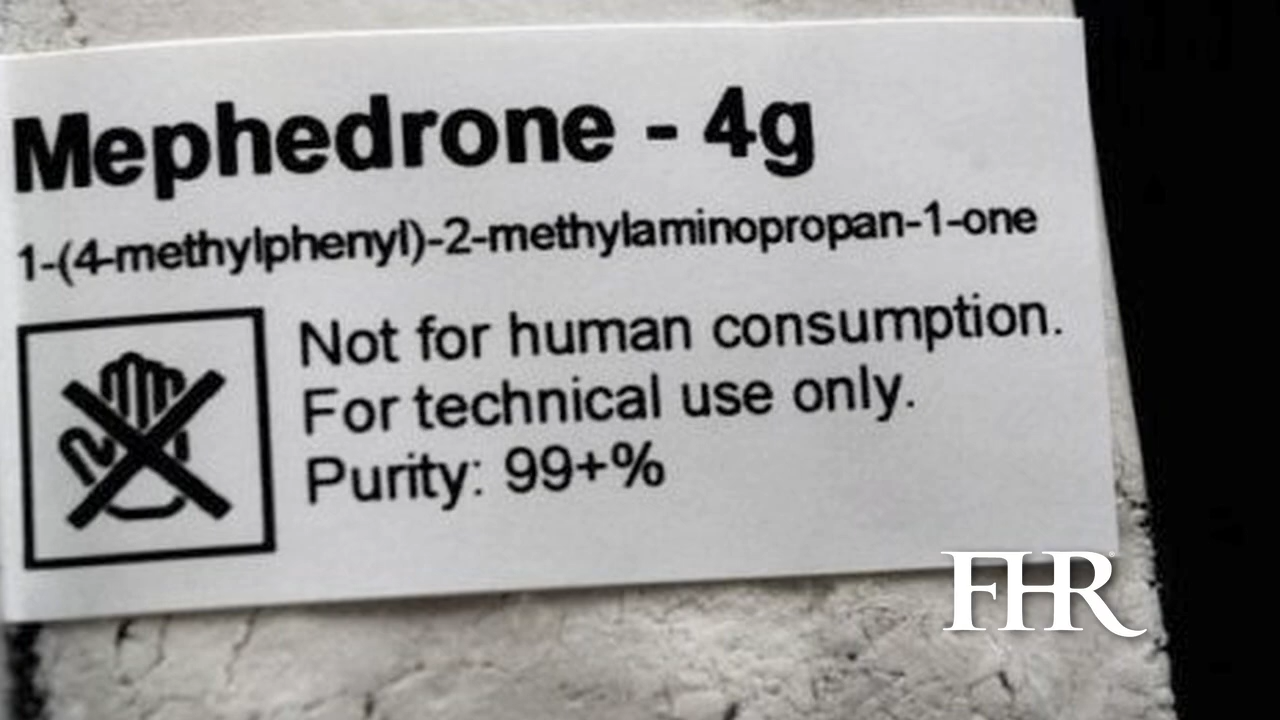 Mephedrone - 4g
1-(4-methylphenyl)-2-methylaminopropan-1-one
Not for human consumption.
For technical use only.
Purity: 99+%
FHR